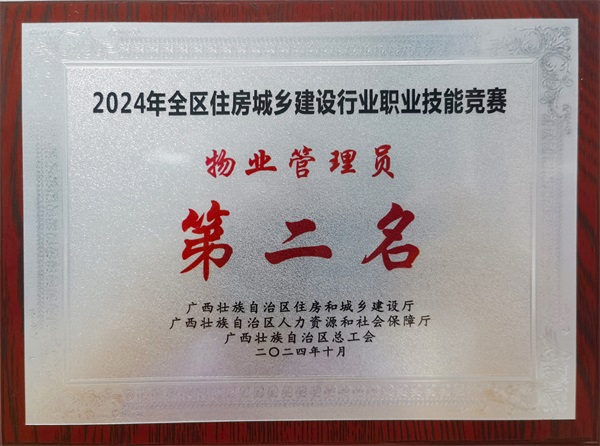 2024年全区住房城乡建设行业职业技能竞赛
物业管理员
第二名
广西壮族自治区住房和城乡建设厅
广西壮族自治区人力资源和社会保障厅
广西壮族自治区总工会
二〇二四年十月